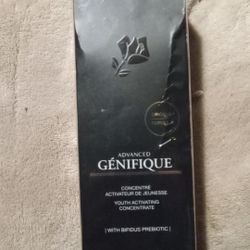 ADVANCED
GÉNIFIQUE
CONCENTRÉ
ACTIVATEUR DE JEUNESSE
YOUTH ACTIVATING
CONCENTRATE
[ WITH BIFIDUS PREBIOTIC ]